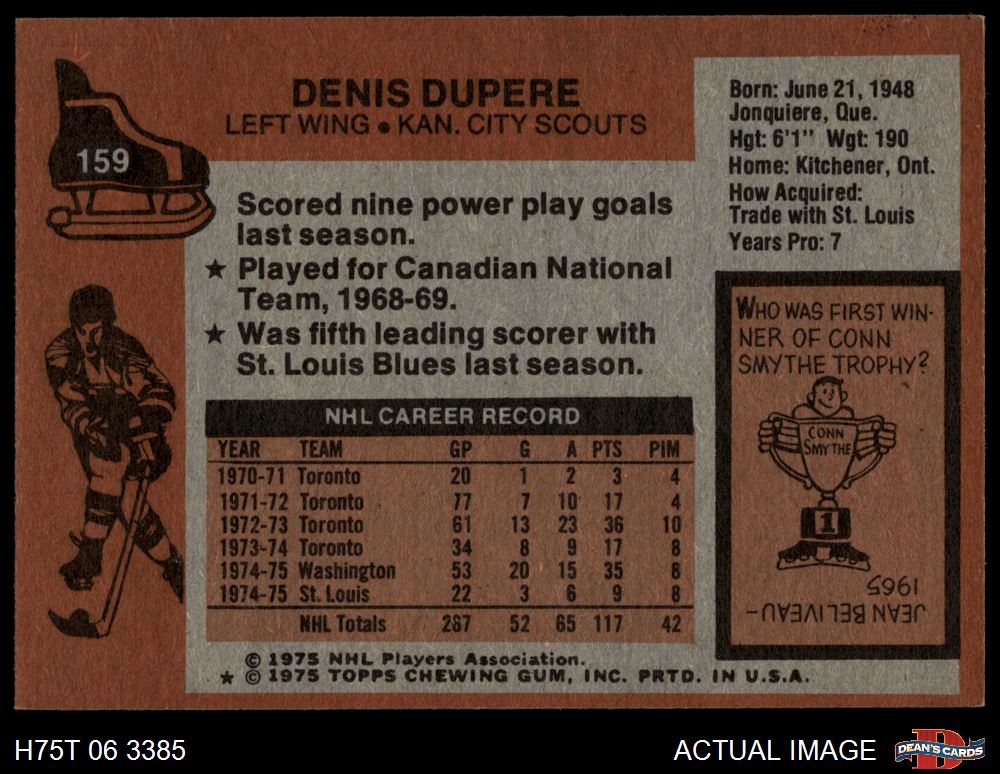 159
DENIS DUPERE
LEFT WING • KAN. CITY SCOUTS
Born: June 21, 1948
Jonquiere, Que.
Hgt: 6'1" Wgt: 190
Home: Kitchener, Ont.
How Acquired:
Trade with St. Louis
Years Pro: 7
Scored nine power play goals
last season.
★ Played for Canadian National
Team, 1968-69.
★ Was fifth leading scorer with
St. Louis Blues last season.
WHO WAS FIRST WIN-
NER OF CONN
SMYTHE TROPHY?
CONN
SMYTHE
1
JEAN BELIVEAU-
1965
NHL CAREER RECORD
YEAR TEAM GP G A PTS PIM
1970-71 Toronto 20 1 2 3 4
1971-72 Toronto 77 7 10 17 4
1972-73 Toronto 61 13 23 36 10
1973-74 Toronto 34 8 9 17 8
1974-75 Washington 53 20 15 35 8
1974-75 St. Louis 22 3 6 9 8
NHL Totals 267 52 65 117 42
© 1975 NHL Players Association.
★ © 1975 TOPPS CHEWING GUM, INC. PRTD. IN U.S.A.
H75T 06 3385
ACTUAL IMAGE
D
DEAN'S CARDS